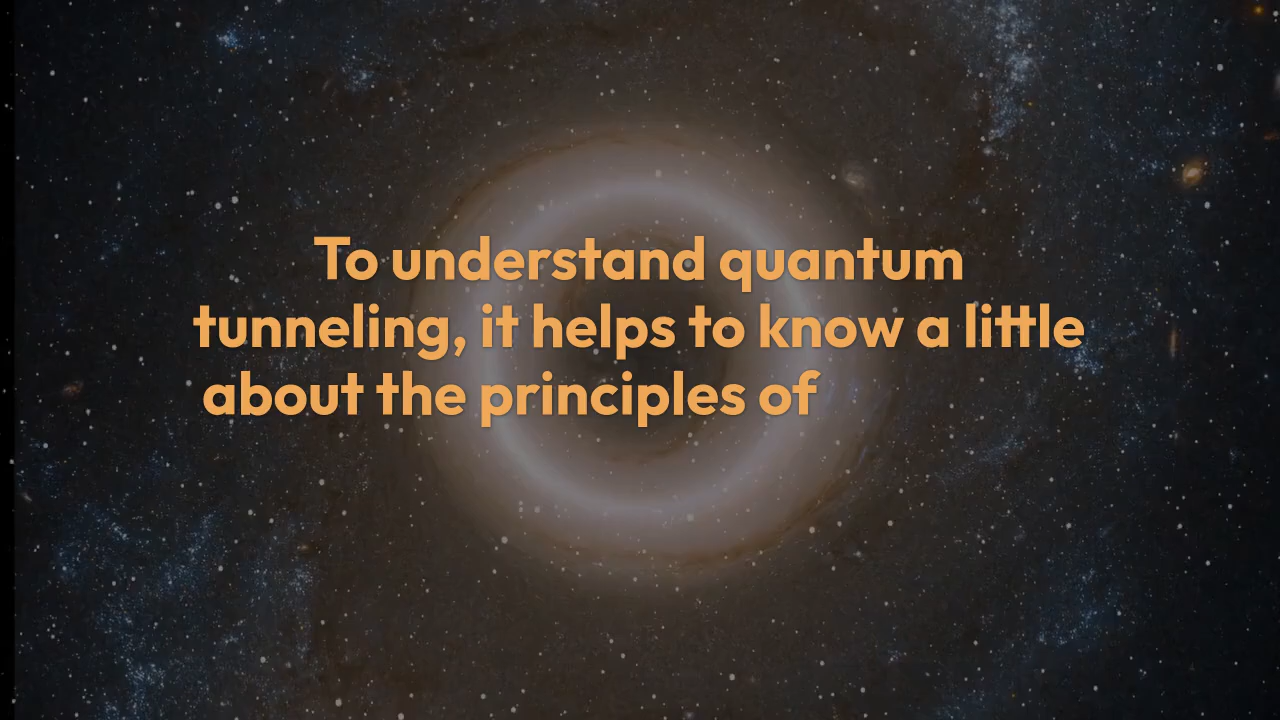 To understand quantum
tunneling, it helps to know a little
about the principles of